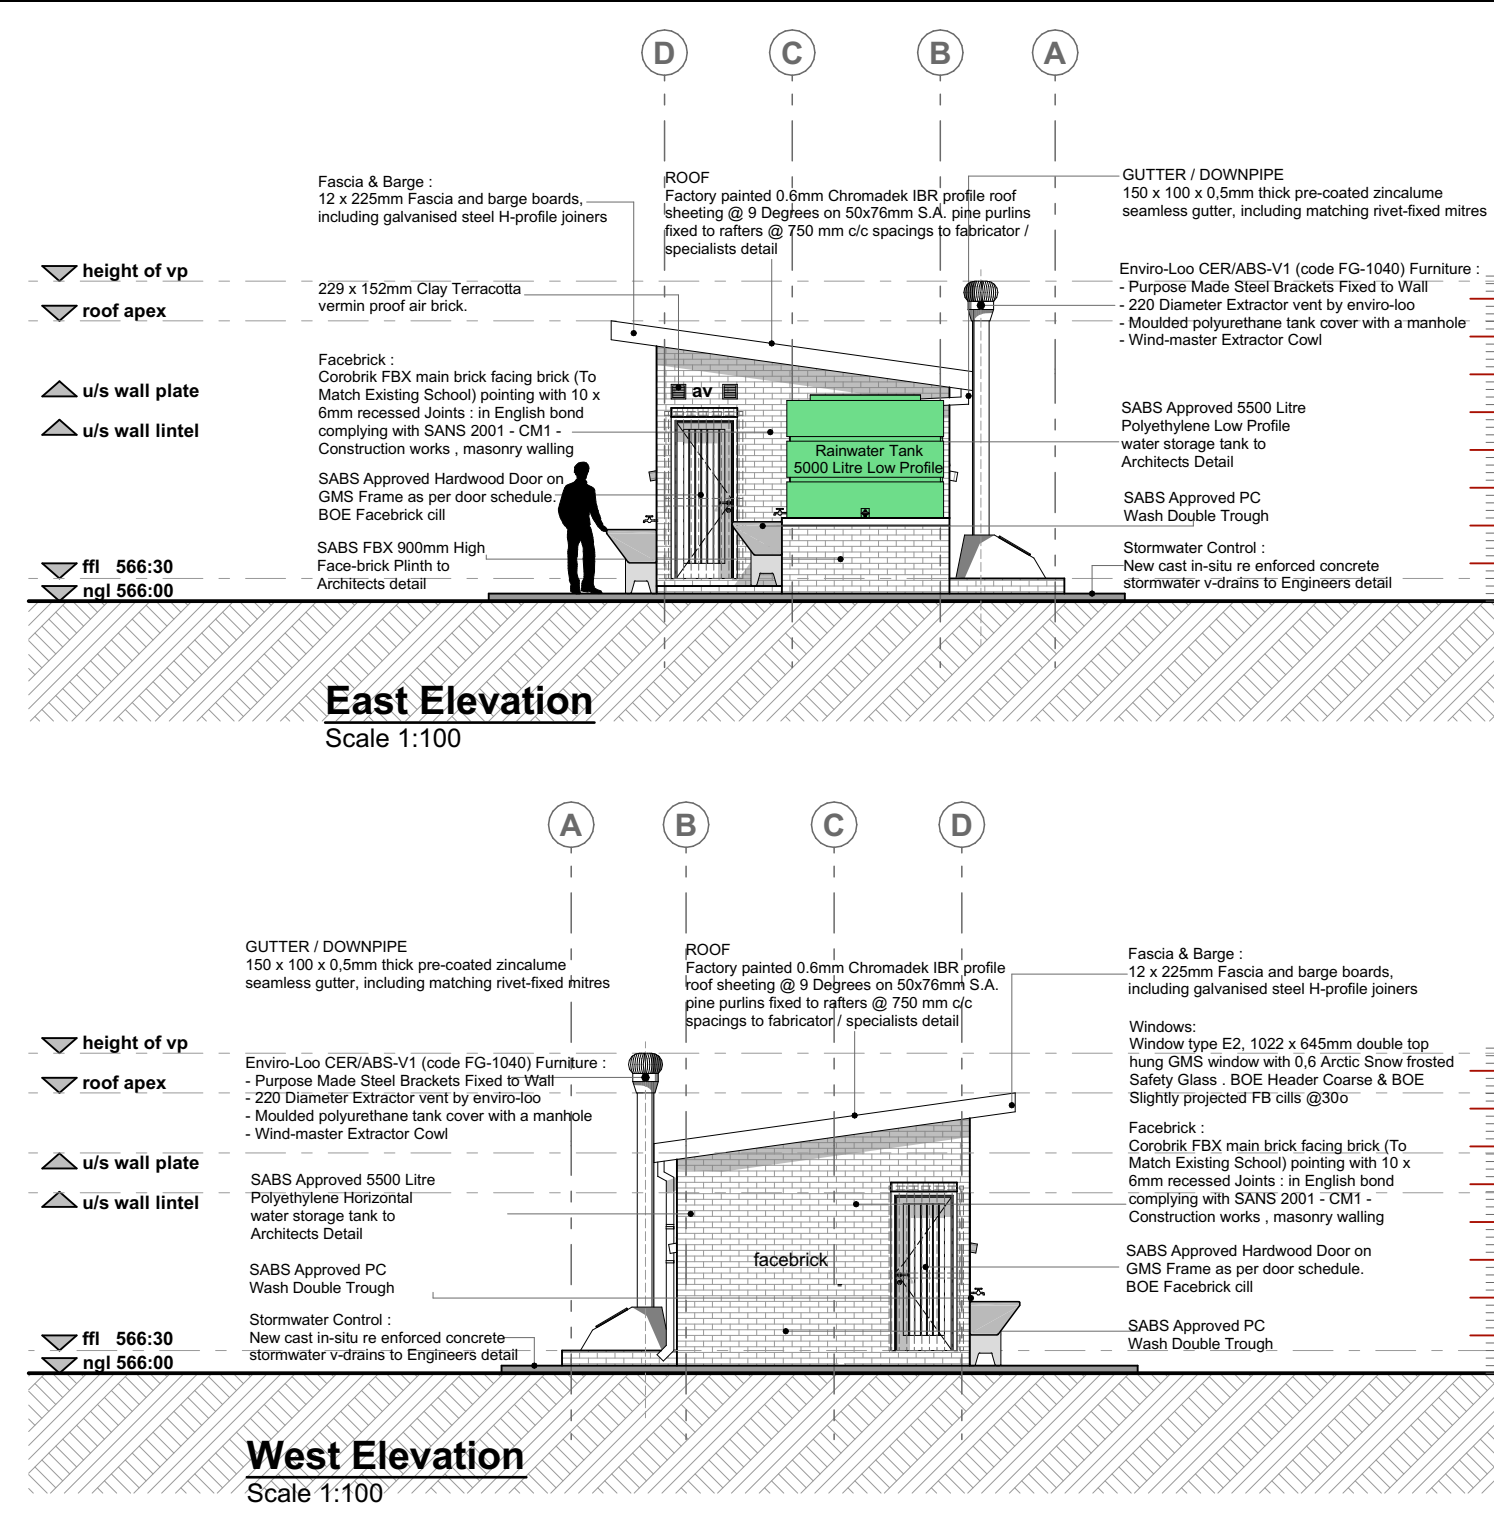 D
C
B
A
Fascia & Barge :
12 x 225mm Fascia and barge boards,
including galvanised steel H-profile joiners
ROOF
Factory painted 0.6mm Chromadek IBR profile roof
sheeting @ 9 Degrees on 50x76mm S.A. pine purlins
fixed to rafters @ 750 mm c/c spacings to fabricator /
specialists detail
GUTTER / DOWNPIPE
150 x 100 x 0,5mm thick pre-coated zincalume
seamless gutter, including matching rivet-fixed mitres
height of vp
roof apex
u/s wall plate
u/s wall lintel
ffl 566:30
ngl 566:00
229 x 152mm Clay Terracotta
vermin proof air brick.
Facebrick :
Corobrik FBX main brick facing brick (To
Match Existing School) pointing with 10 x
6mm recessed Joints : in English bond
complying with SANS 2001 - CM1 -
Construction works , masonry walling
SABS Approved Hardwood Door on
GMS Frame as per door schedule.
BOE Facebrick cill
SABS FBX 900mm High
Face-brick Plinth to
Architects detail
av
Rainwater Tank
5000 Litre Low Profile
Enviro-Loo CER/ABS-V1 (code FG-1040) Furniture :
- Purpose Made Steel Brackets Fixed to Wall
- 220 Diameter Extractor vent by enviro-loo
- Moulded polyurethane tank cover with a manhole
- Wind-master Extractor Cowl
SABS Approved 5500 Litre
Polyethylene Low Profile
water storage tank to
Architects Detail
SABS Approved PC
Wash Double Trough
Stormwater Control :
New cast in-situ re enforced concrete
stormwater v-drains to Engineers detail
East Elevation
Scale 1:100
A
B
C
D
GUTTER / DOWNPIPE
150 x 100 x 0,5mm thick pre-coated zincalume
seamless gutter, including matching rivet-fixed mitres
ROOF
Factory painted 0.6mm Chromadek IBR profile
roof sheeting @ 9 Degrees on 50x76mm S.A.
pine purlins fixed to rafters @ 750 mm c/c
spacings to fabricator / specialists detail
Fascia & Barge :
12 x 225mm Fascia and barge boards,
including galvanised steel H-profile joiners
height of vp
roof apex
u/s wall plate
u/s wall lintel
ffl 566:30
ngl 566:00
Enviro-Loo CER/ABS-V1 (code FG-1040) Furniture :
- Purpose Made Steel Brackets Fixed to Wall
- 220 Diameter Extractor vent by enviro-loo
- Moulded polyurethane tank cover with a manhole
- Wind-master Extractor Cowl
SABS Approved 5500 Litre
Polyethylene Horizontal
water storage tank to
Architects Detail
SABS Approved PC
Wash Double Trough
Stormwater Control :
New cast in-situ re enforced concrete
stormwater v-drains to Engineers detail
facebrick
Windows:
Window type E2, 1022 x 645mm double top
hung GMS window with 0,6 Arctic Snow frosted
Safety Glass . BOE Header Coarse & BOE
Slightly projected FB cills @30o
Facebrick :
Corobrik FBX main brick facing brick (To
Match Existing School) pointing with 10 x
6mm recessed Joints : in English bond
complying with SANS 2001 - CM1 -
Construction works , masonry walling
SABS Approved Hardwood Door on
GMS Frame as per door schedule.
BOE Facebrick cill
SABS Approved PC
Wash Double Trough
West Elevation
Scale 1:100